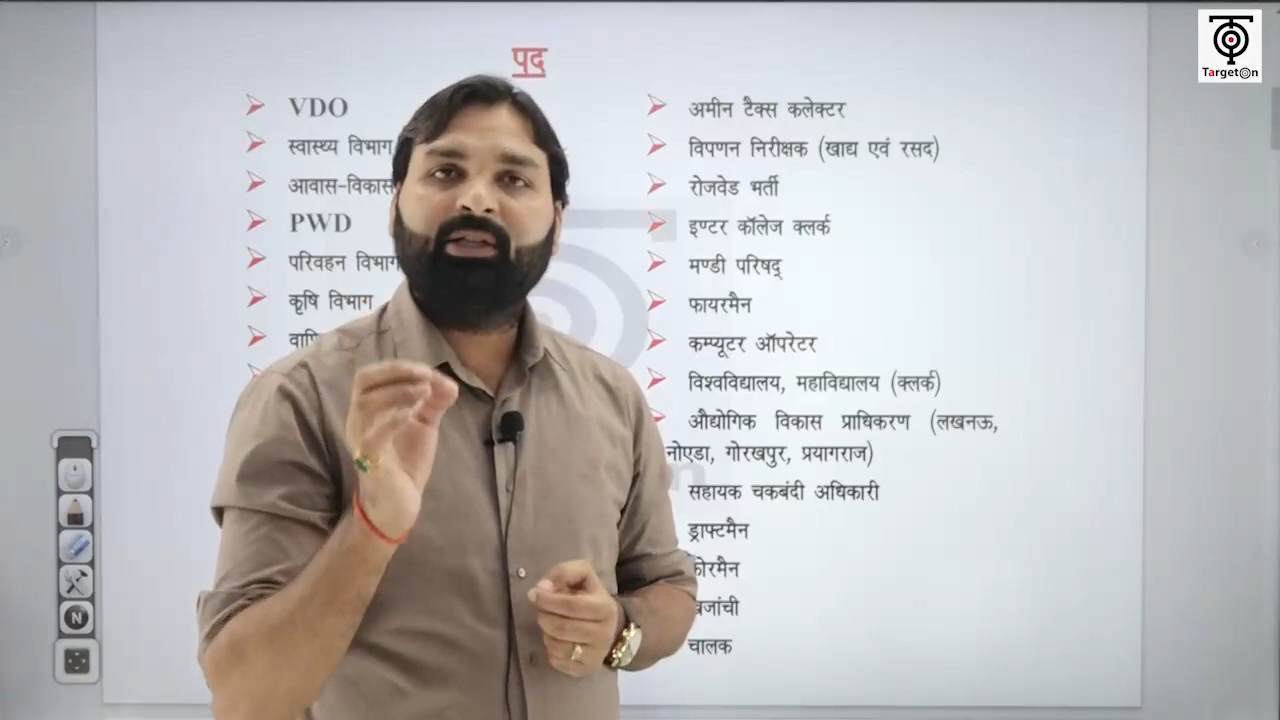 TargetOn
पद
VDO
स्वास्थ्य विभाग
आवास-विकास
PWD
परिवहन विभाग
कृषि विभाग
अमीन टैक्स कलेक्टर
विपणन निरीक्षक (खाद्य एवं रसद)
रोजवेड भर्ती
इण्टर कॉलेज क्लर्क
मण्डी परिषद्
फायरमैन
कम्प्यूटर ऑपरेटर
विश्वविद्यालय, महाविद्यालय (क्लर्क)
औद्योगिक विकास प्राधिकरण (लखनऊ,
नोएडा, गोरखपुर, प्रयागराज)
सहायक चकबंदी अधिकारी
ड्राफ्टमैन
फोरमैन
खजांची
चालक
N